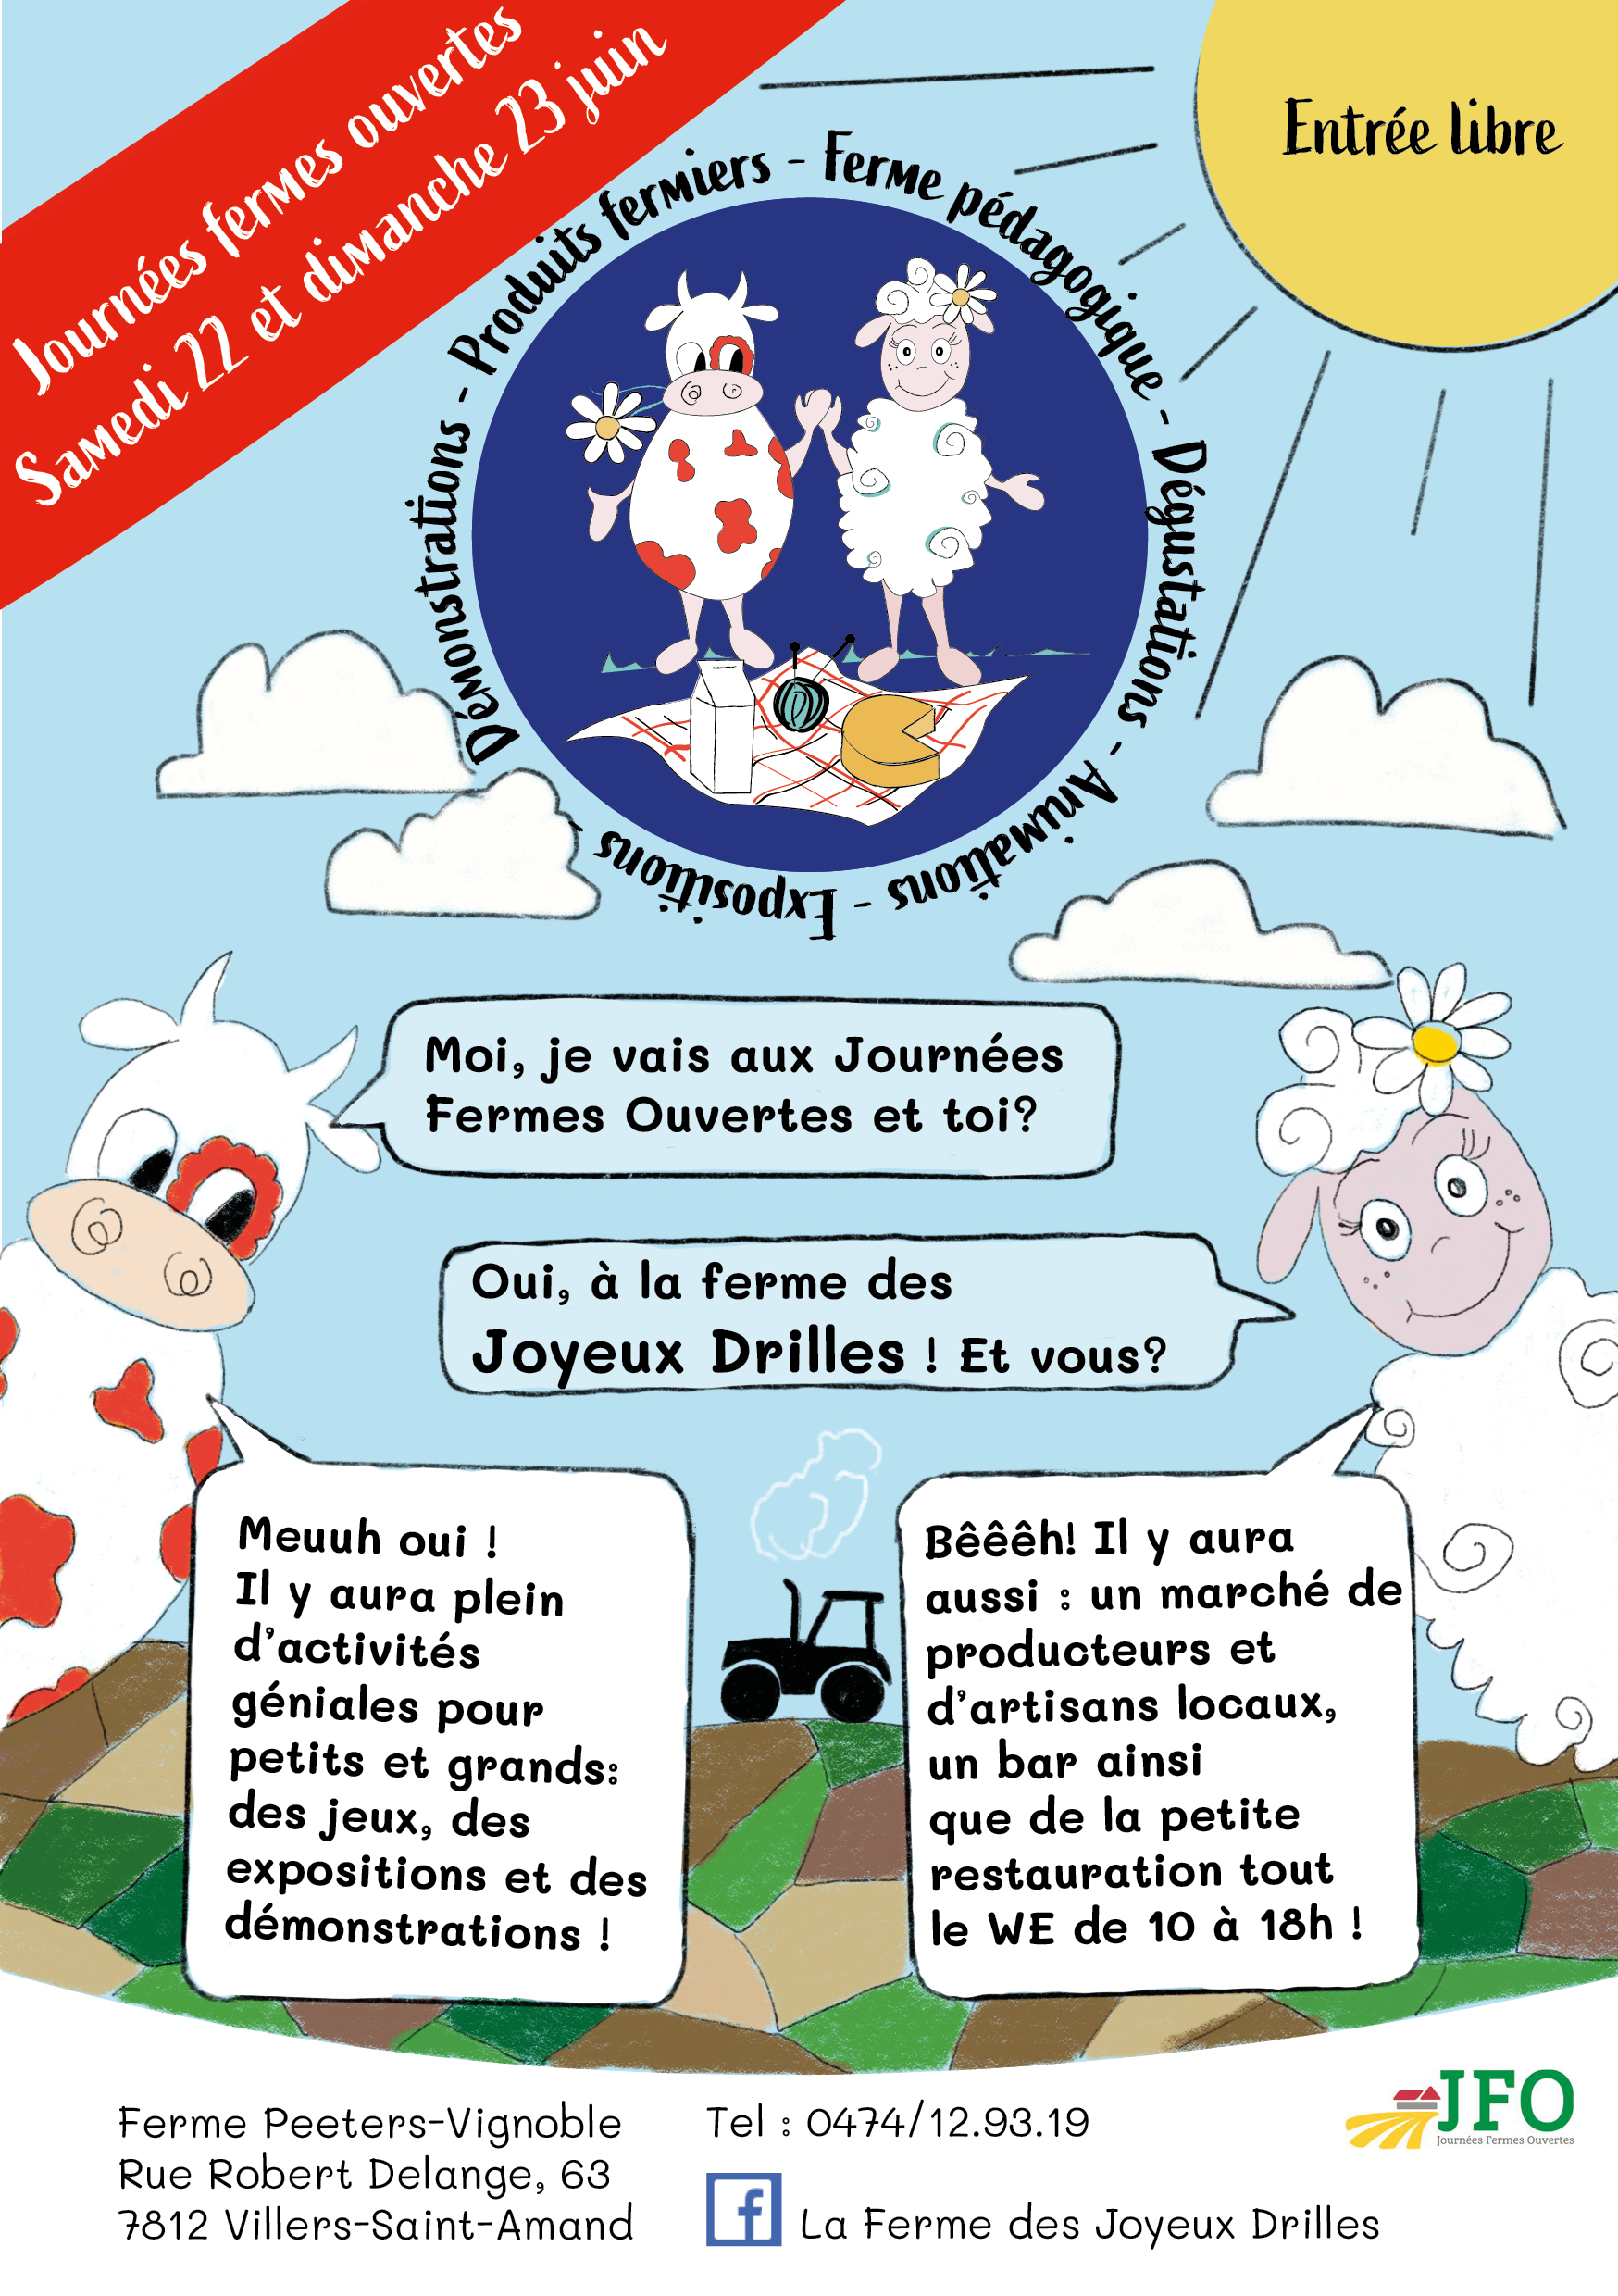 Journées fermes ouvertes
Samedi 22 et dimanche 23 juin
Entrée libre
Démonstrations - Produits fermiers - Ferme pédagogique - Dégustations - Animations - Expositions -
Moi, je vais aux Journées
Fermes Ouvertes et toi?
Oui, à la ferme des
Joyeux Drilles ! Et vous?
Meuuh oui !
Il y aura plein
d'activités
géniales pour
petits et grands:
des jeux, des
expositions et des
démonstrations !
Bêêêh! Il y aura
aussi : un marché de
producteurs et
d'artisans locaux,
un bar ainsi
que de la petite
restauration tout
le WE de 10 à 18h !
Ferme Peeters-Vignoble
Rue Robert Delange, 63
7812 Villers-Saint-Amand
Tel : 0474/12.93.19
f La Ferme des Joyeux Drilles
JFO
Journées Fermes Ouvertes